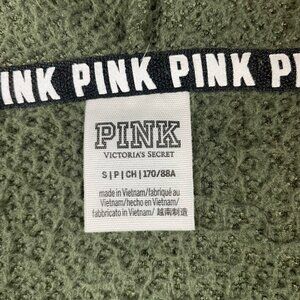 INK PINK PINK PINK
PINK
VICTORIA'S SECRET
S | P | CH | 170/88A
made in Vietnam/fabriqué au
Vietnam/hecho en Vietnam/
fabbricato in Vietnam/ 越南制造